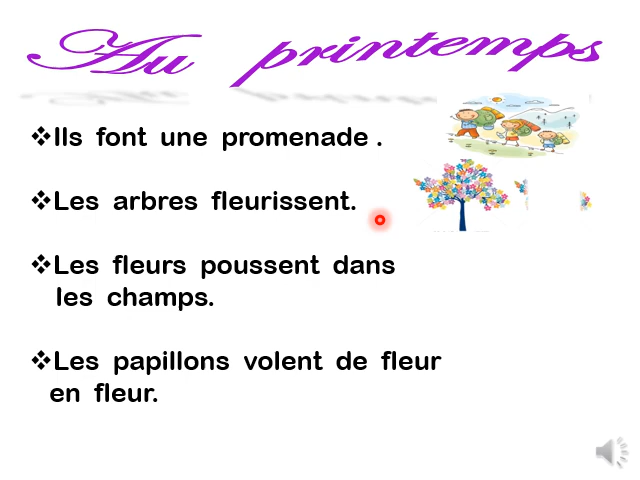 Au printemps
❖Ils font une promenade .
❖Les arbres fleurissent.
❖Les fleurs poussent dans
les champs.
❖Les papillons volent de fleur
en fleur.